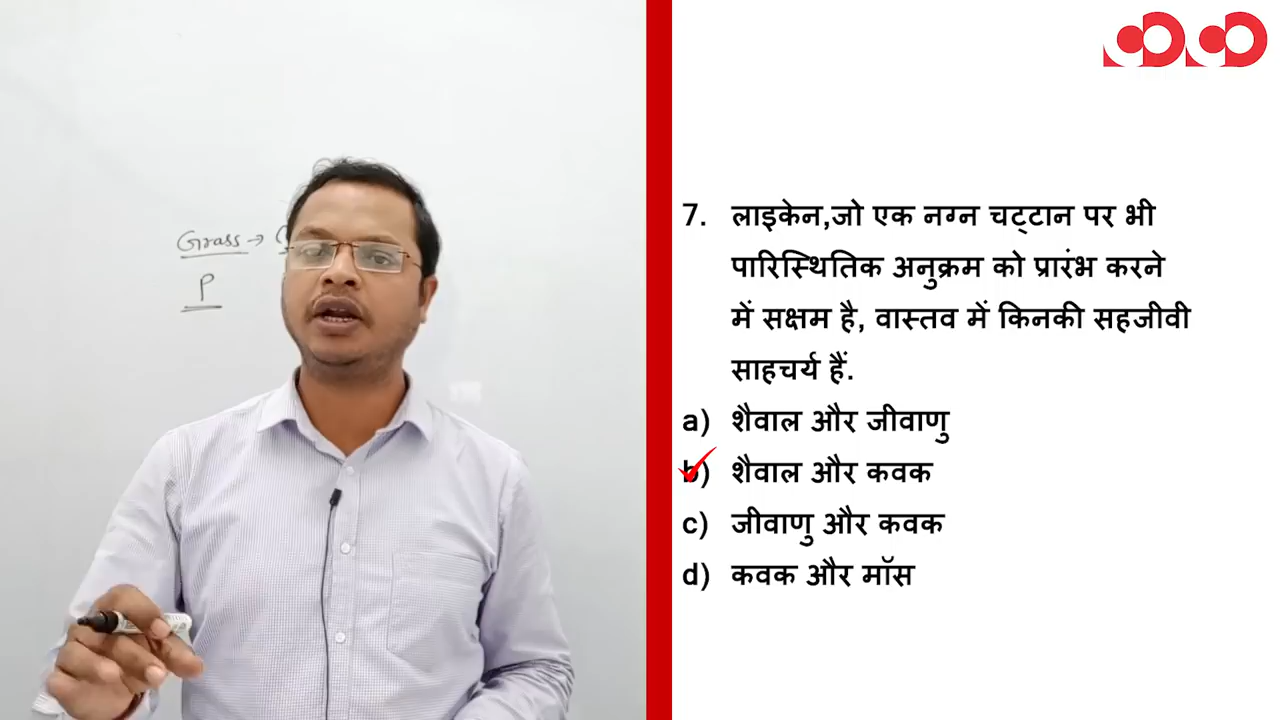 Grass →
P
7. लाइकेन,जो एक नग्न चट्टान पर भी
पारिस्थितिक अनुक्रम को प्रारंभ करने
में सक्षम है, वास्तव में किनकी सहजीवी
साहचर्य हैं.
a) शैवाल और जीवाणु
b) शैवाल और कवक
c) जीवाणु और कवक
d) कवक और मॉस